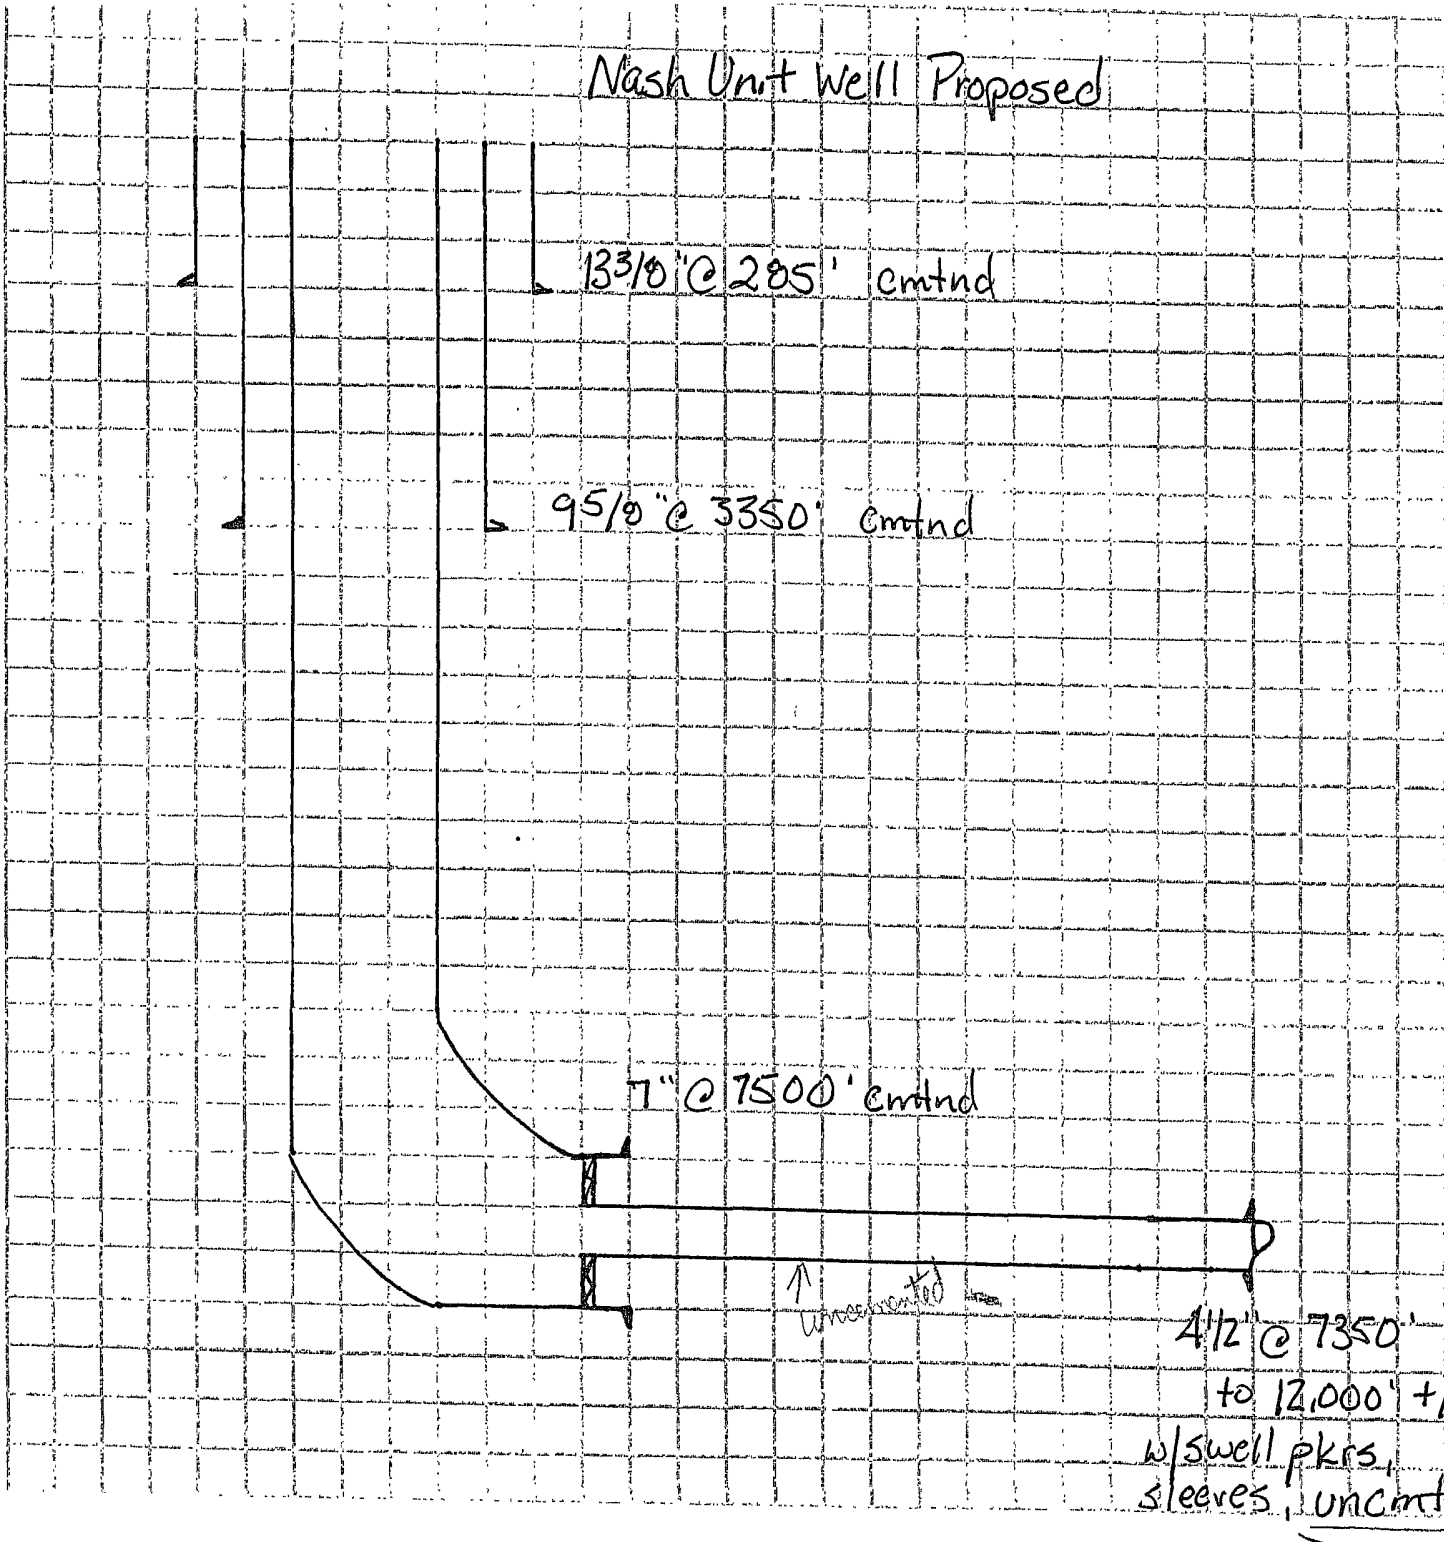 Nash Unit Well Proposed
13 3/8" @ 285' cmtnd
9 5/8" @ 3350' cmtnd
7" @ 7500' cmtnd
uncemented
4 1/2" @ 7350'
to 12,000' +/
w/swell pkrs,
sleeves, uncmt